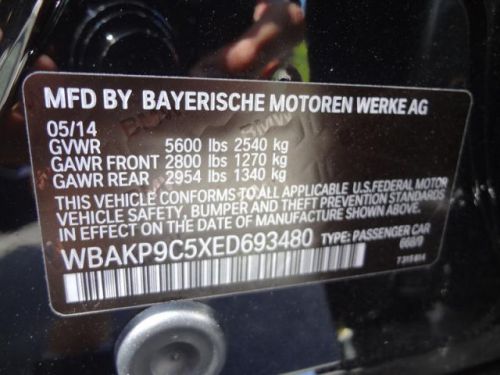 MFD BY BAYERISCHE MOTOREN WERKE AG
05/14
GVWR 5600 lbs 2540 kg
GAWR FRONT 2800 lbs 1270 kg
GAWR REAR 2954 lbs 1340 kg
THIS VEHICLE CONFORMS TO ALL APPLICABLE U.S. FEDERAL MOTOR
VEHICLE SAFETY, BUMPER AND THEFT PREVENTION STANDARDS
IN EFFECT ON THE DATE OF MANUFACTURE SHOWN ABOVE.
WBAKP9C5XED693480 TYPE: PASSENGER CAR
668/9